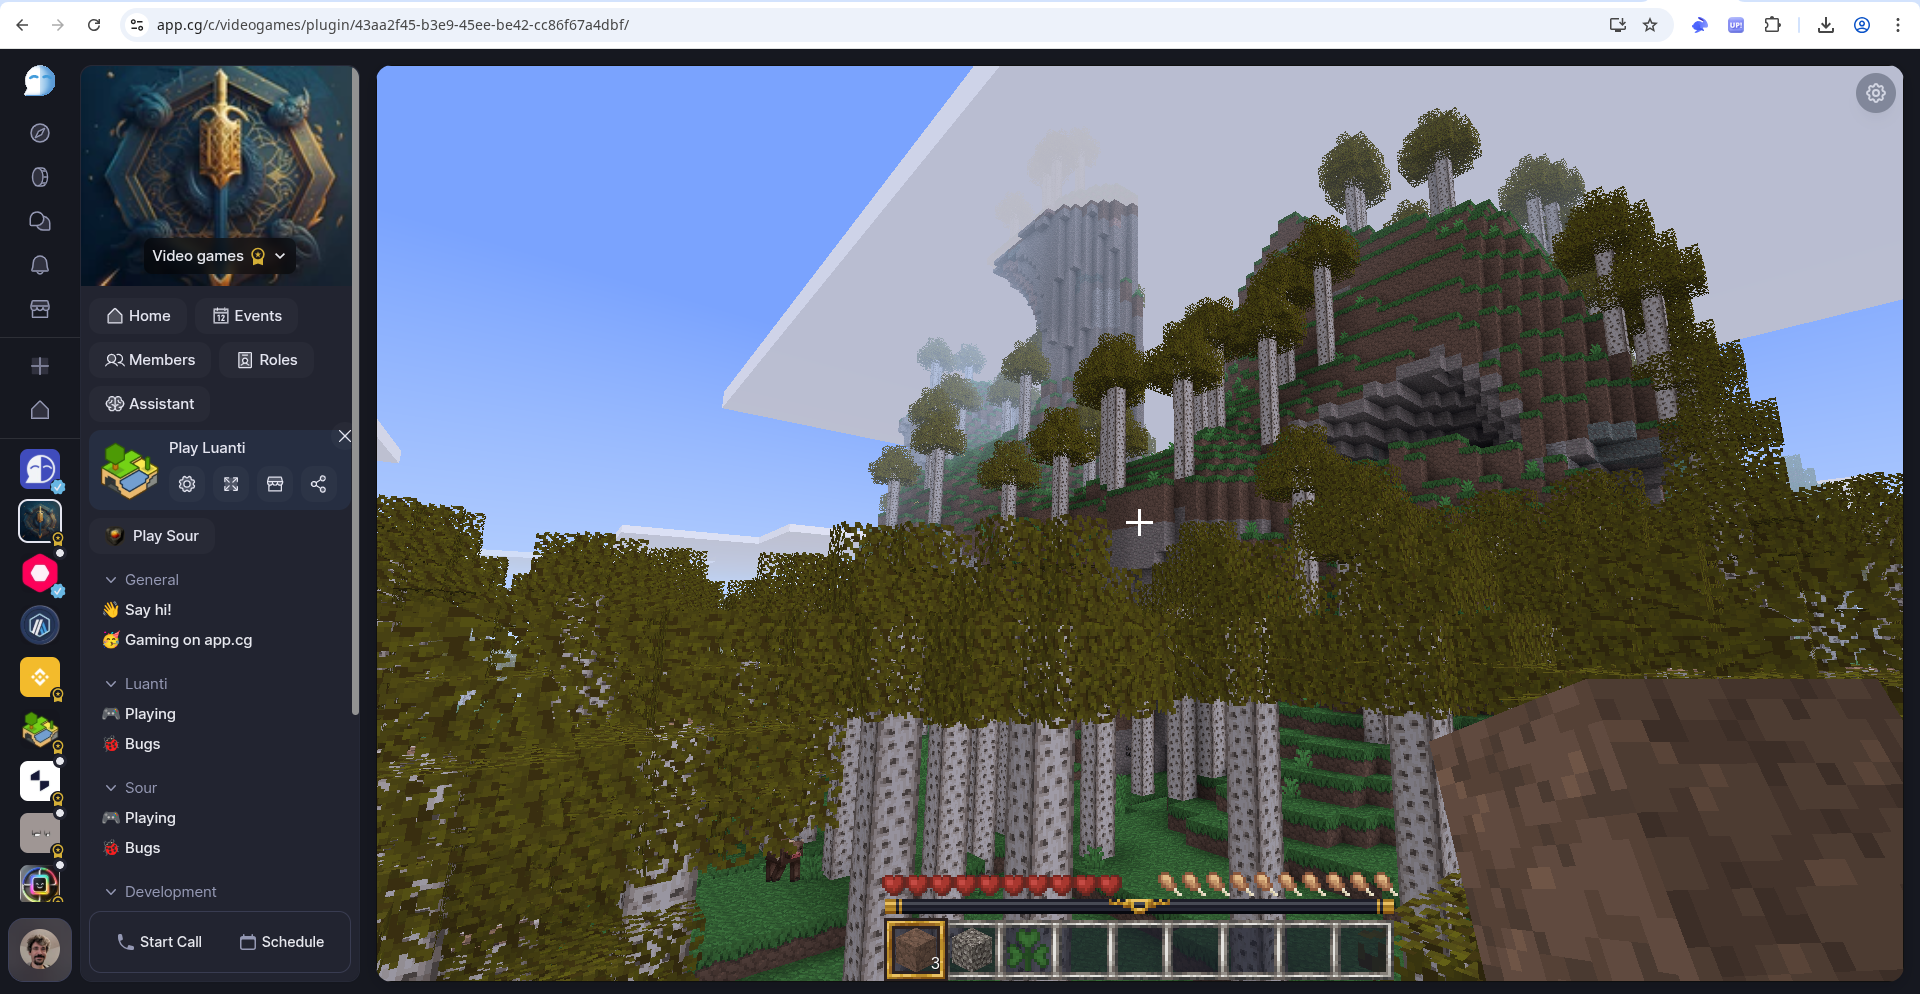 app.cg/c/videogames/plugin/43aa2f45-b3e9-45ee-be42-cc86f67a4dbf/
UP!
Video games
Home
12
Events
Members
Roles
Assistant
Play Luanti
Play Sour
General
Say hi!
Gaming on app.cg
Luanti
Playing
Bugs
Sour
Playing
Bugs
Development
Start Call
Schedule
3